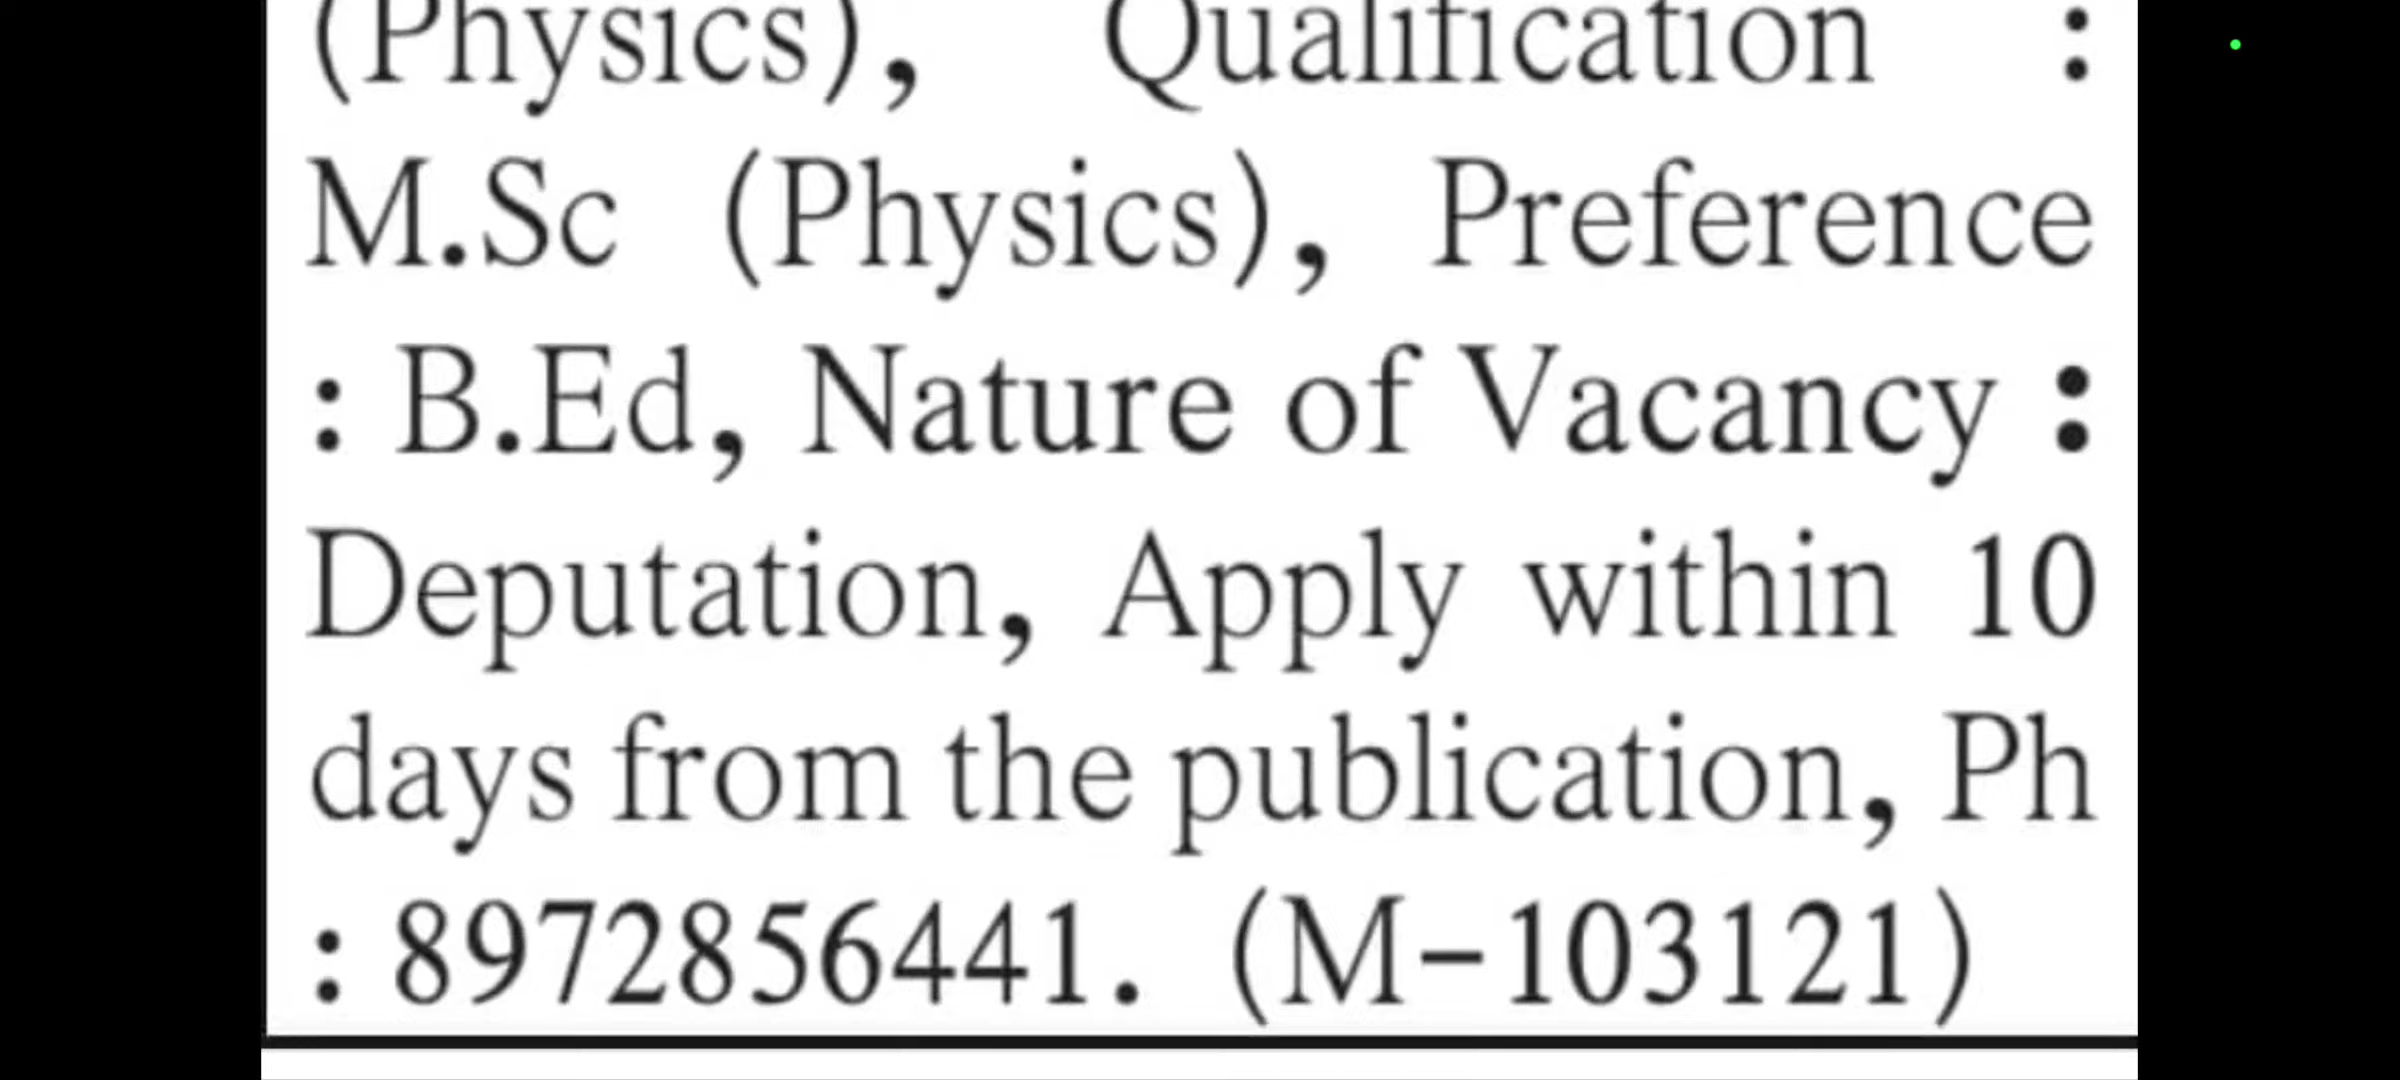 (Physics), Qualification :
M.Sc (Physics), Preference
: B.Ed, Nature of Vacancy :
Deputation, Apply within 10
days from the publication, Ph
: 8972856441. (M-103121)